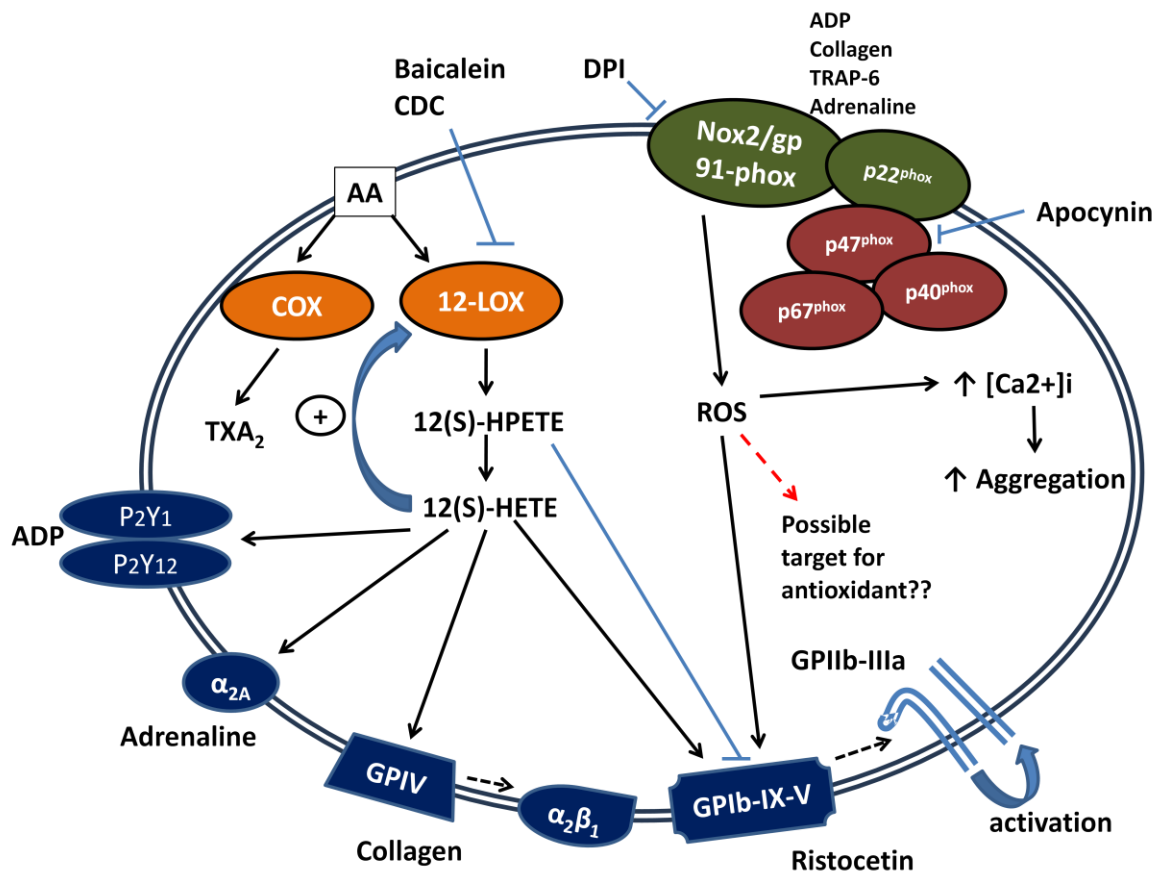 ADP
Collagen
TRAP-6
Adrenaline
Baicalein
CDC
DPI
Nox2/gp
91-phox
p22phox
AA
Apocynin
p47phox
COX
12-LOX
p67phox
p40phox
↑ [Ca2+]i
+
TXA2
12(S)-HPETE
ROS
↑ Aggregation
12(S)-HETE
P2Y1
ADP
P2Y12
Possible
target for
antioxidant??
GPIIb-IIIa
α2A
Adrenaline
GPIV
α2β1
GPIb-IX-V
activation
Collagen
Ristocetin